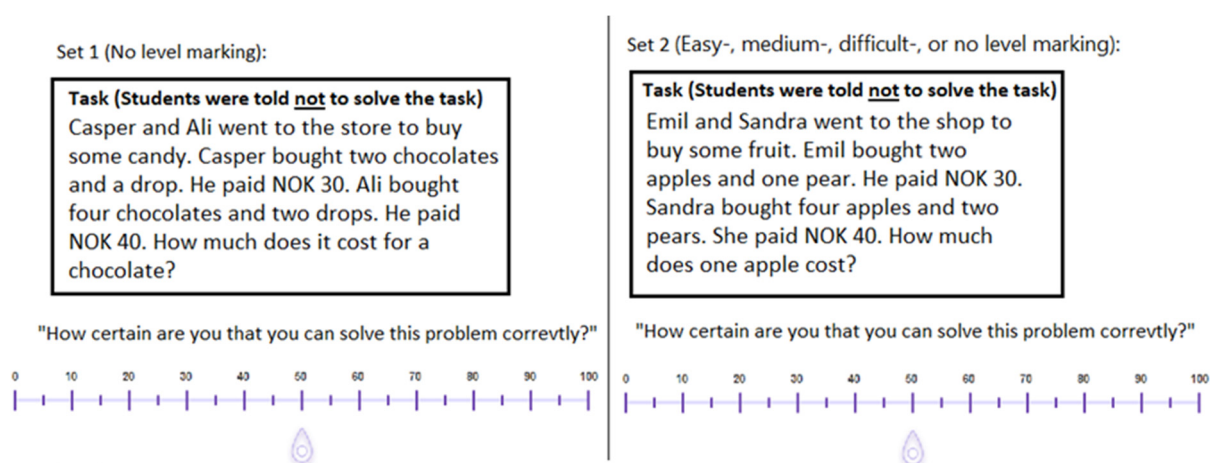 Set 1 (No level marking):
Task (Students were told not to solve the task)
Casper and Ali went to the store to buy
some candy. Casper bought two chocolates
and a drop. He paid NOK 30. Ali bought
four chocolates and two drops. He paid
NOK 40. How much does it cost for a
chocolate?
"How certain are you that you can solve this problem correvtly?"
0 10 20 30 40 50 60 70 80 90 100
Set 2 (Easy-, medium-, difficult-, or no level marking):
Task (Students were told not to solve the task)
Emil and Sandra went to the shop to
buy some fruit. Emil bought two
apples and one pear. He paid NOK 30.
Sandra bought four apples and two
pears. She paid NOK 40. How much
does one apple cost?
"How certain are you that you can solve this problem correvtly?"
0 10 20 30 40 50 60 70 80 90 100